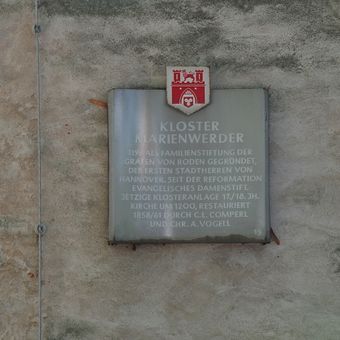 KLOSTER
MARIENWERDER
1196 ALS FAMILIENSTIFTUNG DER
GRAFEN VON RODEN GEGRÜNDET,
DER ERSTEN STADTHERREN VON
HANNOVER. SEIT DER REFORMATION
EVANGELISCHES DAMENSTIFT.
JETZIGE KLOSTERANLAGE 17./18. JH.
KIRCHE UM 1200, RESTAURIERT
1858/61 DURCH C.L. COMPERL
UND CHR. A. VOGELL